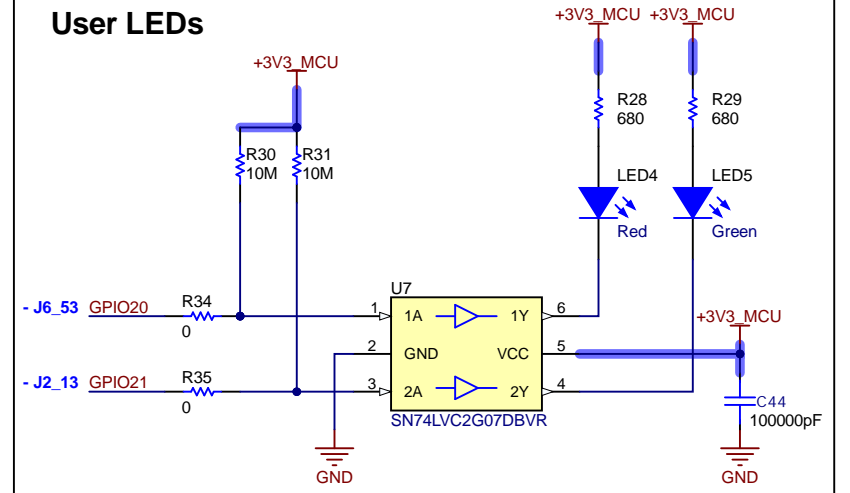 User LEDs
+3V3_MCU
+3V3_MCU
+3V3_MCU
R28
680
R29
680
R30
10M
R31
10M
LED4
Red
LED5
Green
U7
- J6_53 GPIO20
R34
0
1
1A
1Y
6
+3V3_MCU
2
GND
VCC
5
- J2_13 GPIO21
R35
0
3
2A
2Y
4
SN74LVC2G07DBVR
C44
100000pF
GND
GND